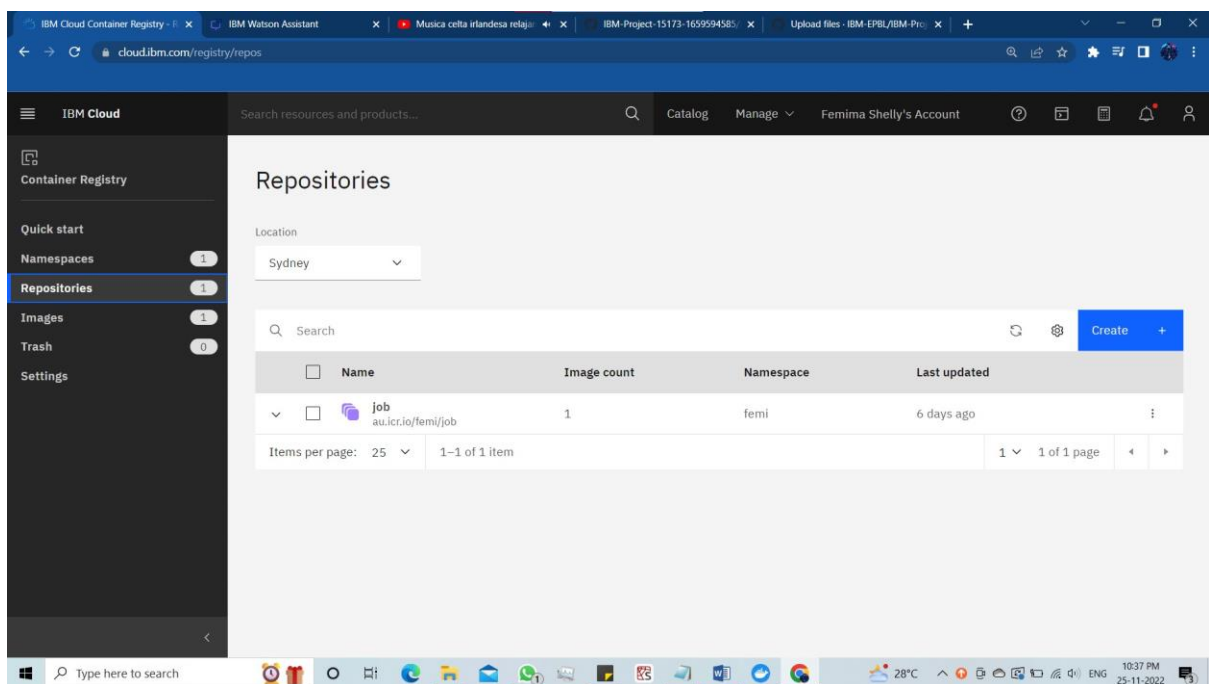 IBM Cloud Container Registry - R
IBM Watson Assistant
Musica celta irlandesa relaja
IBM-Project-15173-1659594585/
Upload files · IBM-EPBL/IBM-Proj
cloud.ibm.com/registry/repos
IBM Cloud
Search resources and products...
Catalog
Manage
Femima Shelly's Account
Container Registry
Quick start
Namespaces 1
Repositories 1
Images 1
Trash 0
Settings
Repositories
Location
Sydney
Search
Create +
Name Image count Namespace Last updated
job 1 femi 6 days ago
au.icr.io/femi/job
Items per page: 25 1–1 of 1 item 1 1 of 1 page
Type here to search
28°C
ENG
10:37 PM
25-11-2022